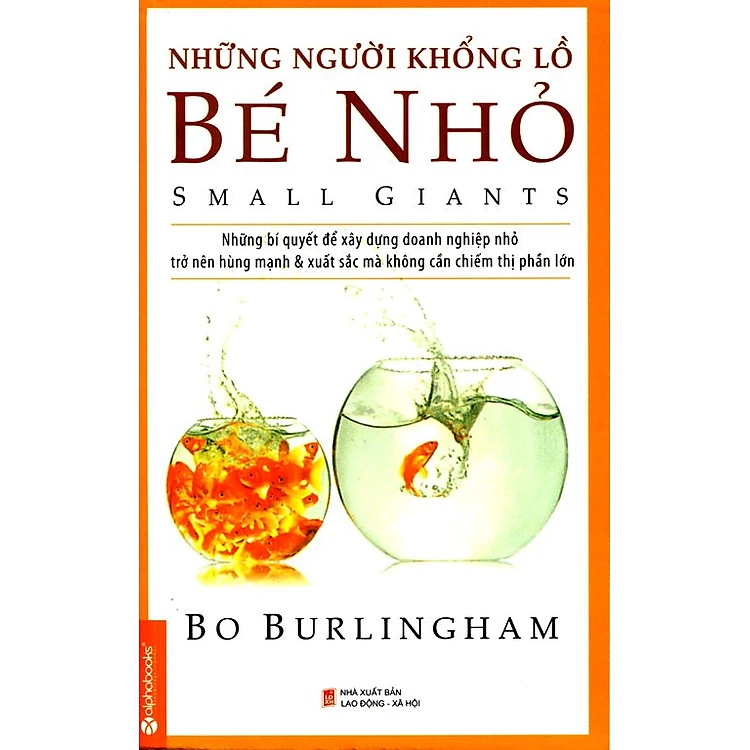 NHỮNG NGƯỜI KHỔNG LỒ
BÉ NHỎ
SMALL GIANTS
Những bí quyết để xây dựng doanh nghiệp nhỏ
trở nên hùng mạnh & xuất sắc mà không cần chiếm thị phần lớn
BO BURLINGHAM
alphabooks®
NHÀ XUẤT BẢN
LAO ĐỘNG - XÃ HỘI